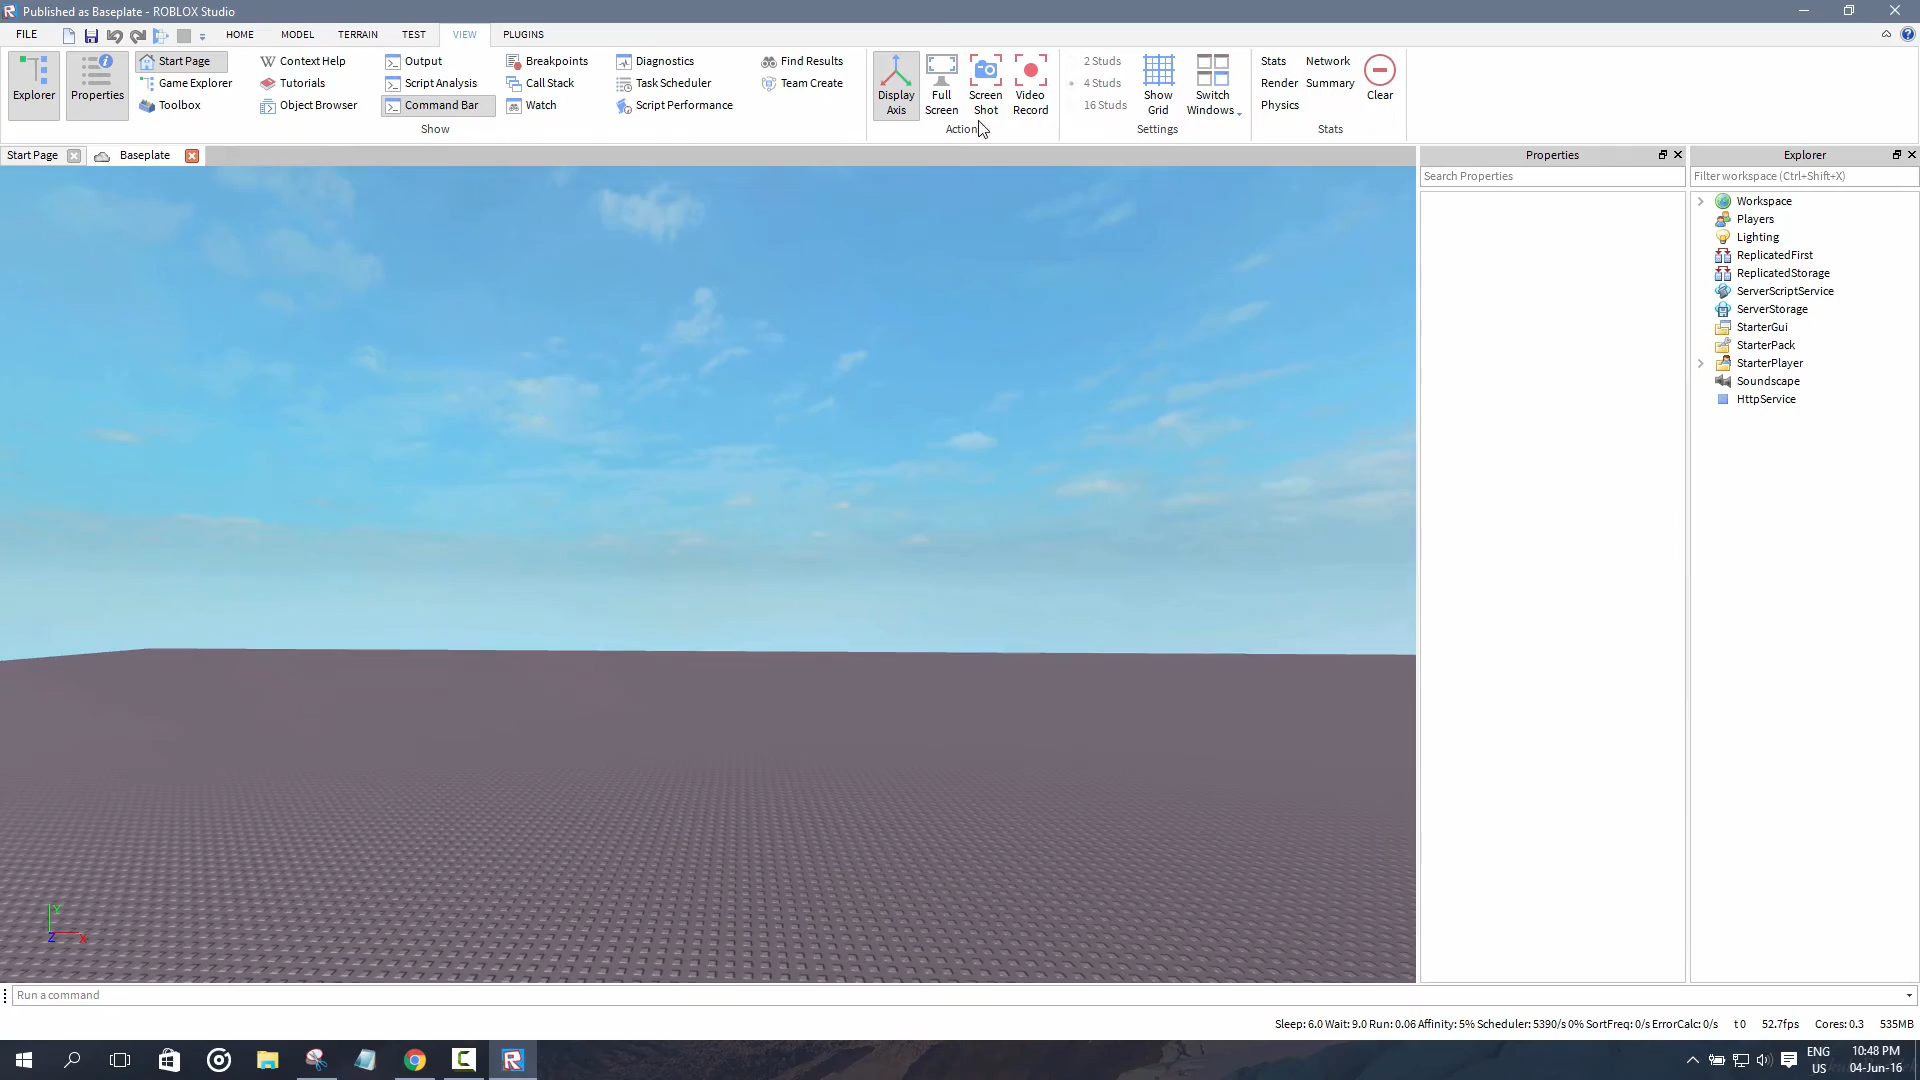 Published as Baseplate - ROBLOX Studio
FILE HOME MODEL TERRAIN TEST VIEW PLUGINS
Explorer
Properties
Start Page
Game Explorer
Toolbox
Context Help
Tutorials
Object Browser
Output
Script Analysis
Command Bar
Breakpoints
Call Stack
Watch
Diagnostics
Task Scheduler
Script Performance
Find Results
Team Create
Show
Display Axis
Full Screen
Screen Shot
Video Record
Action
2 Studs
4 Studs
16 Studs
Show Grid
Switch Windows
Settings
Stats Network
Render Summary
Physics
Clear
Stats
Start Page Baseplate
Properties
Search Properties
Explorer
Filter workspace (Ctrl+Shift+X)
Workspace
Players
Lighting
ReplicatedFirst
ReplicatedStorage
ServerScriptService
ServerStorage
StarterGui
StarterPack
StarterPlayer
Soundscape
HttpService
Y
Z X
Run a command
Sleep: 6.0 Wait: 9.0 Run: 0.06 Affinity: 5% Scheduler: 5390/s 0% SortFreq: 0/s ErrorCalc: 0/s t 0 52.7fps Cores: 0.3 535MB
ENG
US
10:48 PM
04-Jun-16